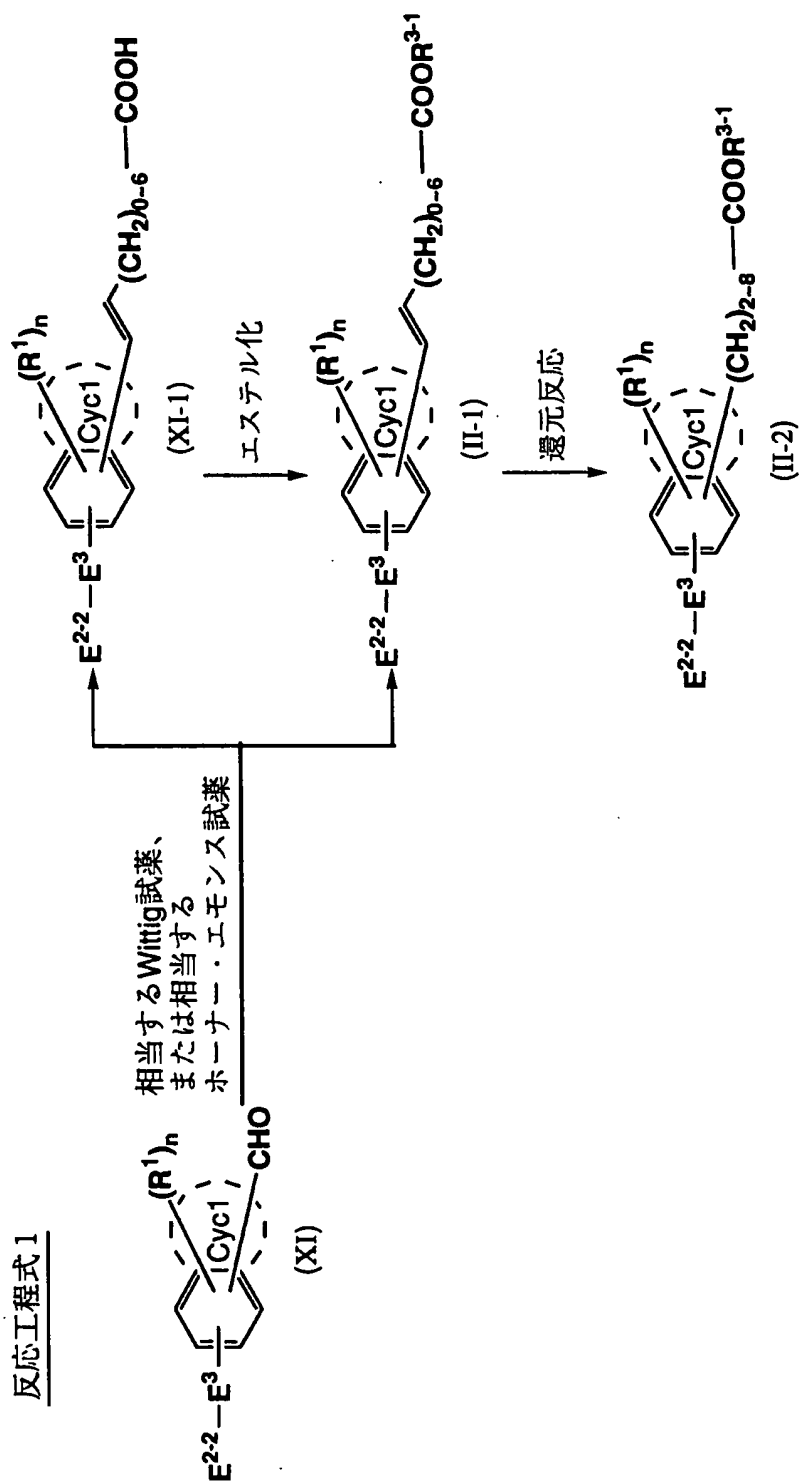 反応工程式1
E²⁻²—E³
Cyc1
(R¹)ₙ
CHO
(XI)
相当するWittig試薬、
または相当する
ホーナー・エモンス試薬
E²⁻²—E³
Cyc1
(R¹)ₙ
(CH₂)₀₋₆—COOH
(XI-1)
エステル化
E²⁻²—E³
Cyc1
(R¹)ₙ
(CH₂)₀₋₆—COOR³⁻¹
(II-1)
還元反応
E²⁻²—E³
Cyc1
(R¹)ₙ
(CH₂)₂₋₈—COOR³⁻¹
(II-2)